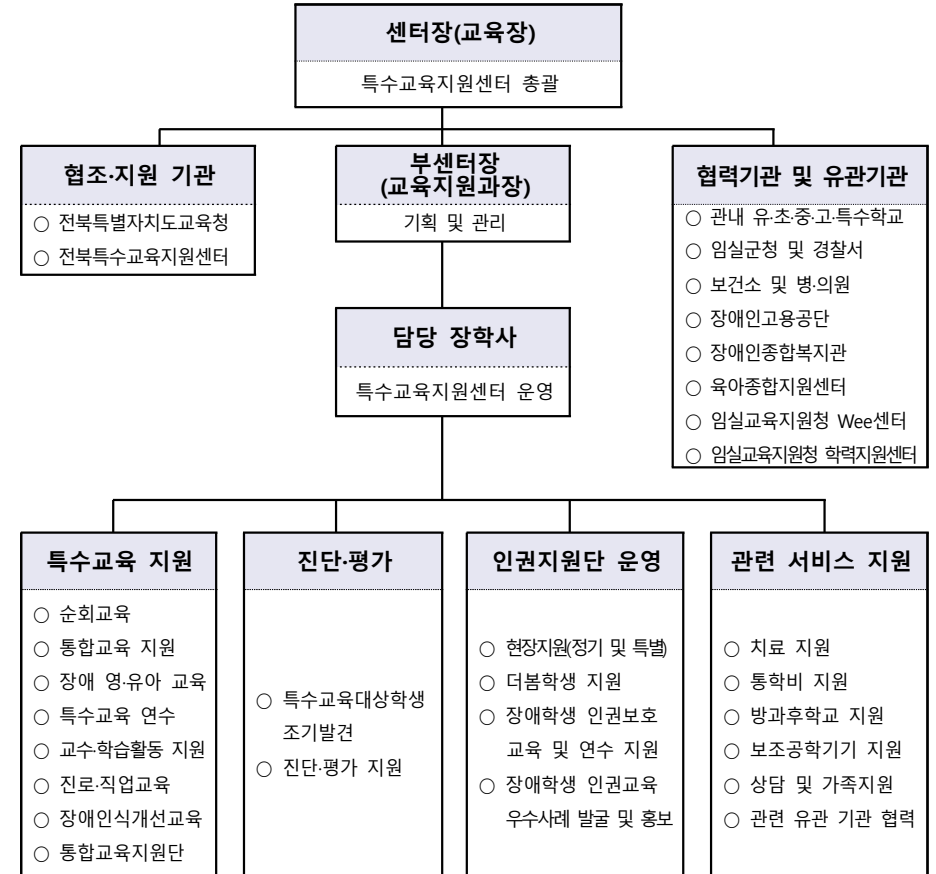 센터장(교육장)
특수교육지원센터 총괄
협조·지원 기관
○ 전북특별자치도교육청
○ 전북특수교육지원센터
부센터장
(교육지원과장)
기획 및 관리
협력기관 및 유관기관
○ 관내 유·초·중·고·특수학교
○ 임실군청 및 경찰서
○ 보건소 및 병·의원
○ 장애인고용공단
○ 장애인종합복지관
○ 육아종합지원센터
○ 임실교육지원청 Wee센터
○ 임실교육지원청 학력지원센터
담당 장학사
특수교육지원센터 운영
특수교육 지원
○ 순회교육
○ 통합교육 지원
○ 장애 영·유아 교육
○ 특수교육 연수
○ 교수·학습활동 지원
○ 진로·직업교육
○ 장애인식개선교육
○ 통합교육지원단
진단·평가
○ 특수교육대상학생
조기발견
○ 진단·평가 지원
인권지원단 운영
○ 현장지원(정기 및 특별)
○ 더봄학생 지원
○ 장애학생 인권보호
교육 및 연수 지원
○ 장애학생 인권교육
우수사례 발굴 및 홍보
관련 서비스 지원
○ 치료 지원
○ 통학비 지원
○ 방과후학교 지원
○ 보조공학기기 지원
○ 상담 및 가족지원
○ 관련 유관 기관 협력